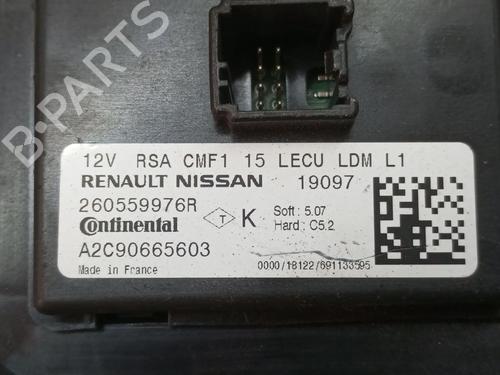 B-PARTS
12V RSA CMF1 15 LECU LDM L1
RENAULT NISSAN 19097
260559976R
Continental T K Soft : 5.07
Hard : C5.2
A2C90665603
Made in France 0000/18122/691133595